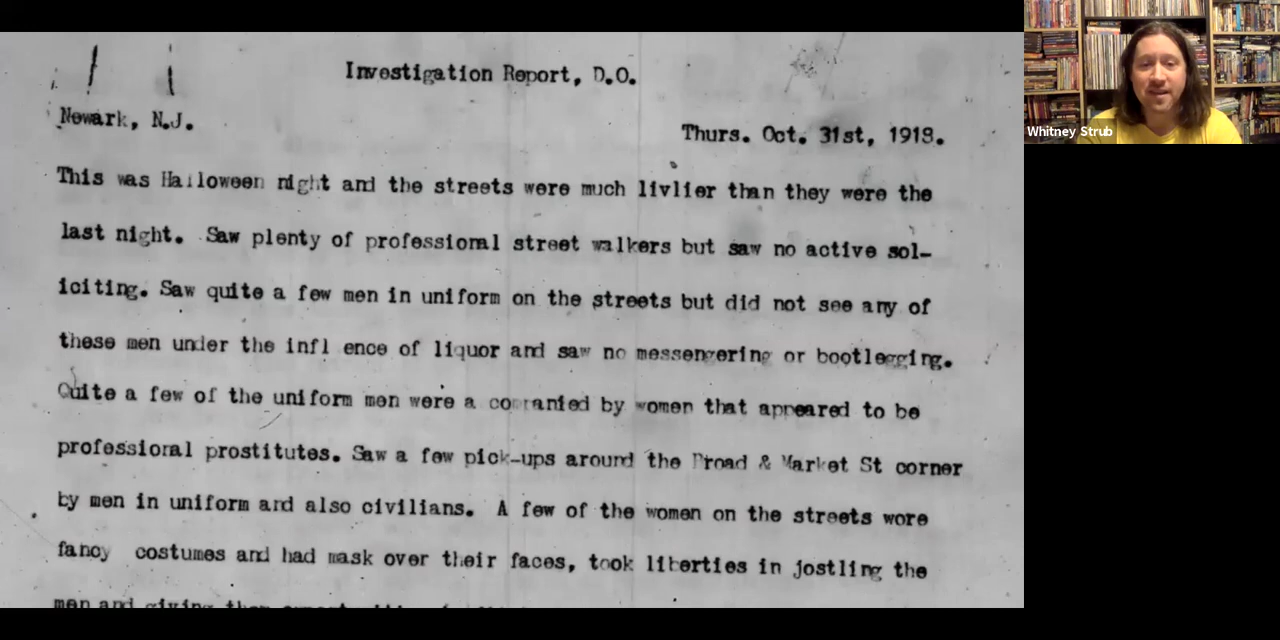 Investigation Report, D.O.
Newark, N.J.
Thurs. Oct. 31st, 1918.
This was Halloween night and the streets were much livlier than they were the
last night. Saw plenty of professional street walkers but saw no active sol-
iciting. Saw quite a few men in uniform on the streets but did not see any of
these men under the infl ence of liquor and saw no messengering or bootlegging.
Quite a few of the uniform men were a companied by women that appeared to be
professional prostitutes. Saw a few pick-ups around the Broad & Market St corner
by men in uniform and also civilians. A few of the women on the streets wore
fancy costumes and had mask over their faces, took liberties in jostling the
men and giving them
Whitney Strub